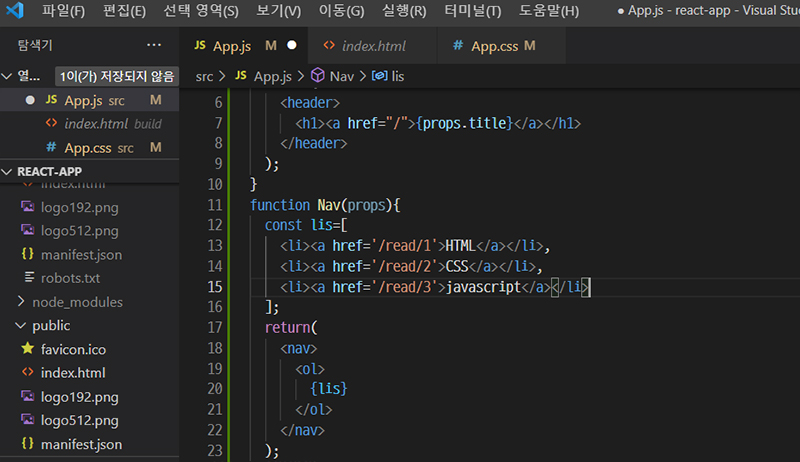 파일(F) 편집(E) 선택 영역(S) 보기(V) 이동(G) 실행(R) 터미널(T) 도움말(H) ● App.js - react-app - Visual Stu
탐색기 ···
JS App.js M ●
<> index.html
# App.css M
열... 1이(가) 저장되지 않음
● JS App.js src M
<> index.html build
# App.css src M
REACT-APP
index.html
logo192.png
logo512.png
{} manifest.json
robots.txt
> node_modules
public
favicon.ico
<> index.html
logo192.png
logo512.png
{} manifest.json
src > JS App.js > Nav > lis
6 <header>
7 <h1><a href="/">{props.title}</a></h1>
8 </header>
9 );
10 }
11 function Nav(props){
12 const lis=[
13 <li><a href='/read/1'>HTML</a></li>,
14 <li><a href='/read/2'>CSS</a></li>,
15 <li><a href='/read/3'>javascript</a></li>
16 ];
17 return(
18 <nav>
19 <ol>
20 {lis}
21 </ol>
22 </nav>
23 );